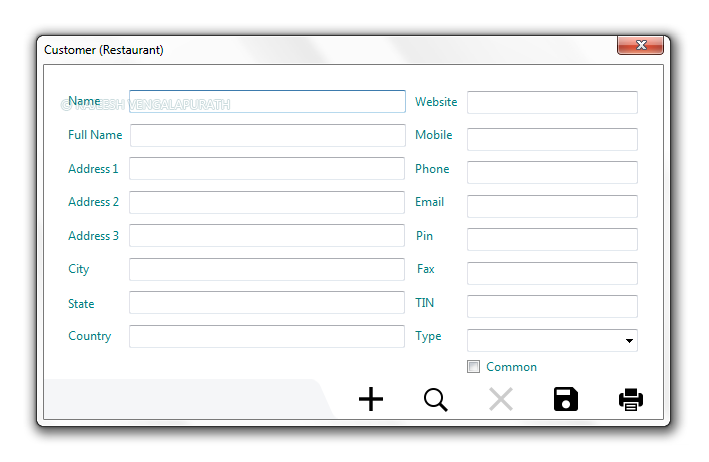 Customer (Restaurant)
Name
© RAJEESH VENGALAPURATH
Full Name
Address 1
Address 2
Address 3
City
State
Country
Website
Mobile
Phone
Email
Pin
Fax
TIN
Type
Common